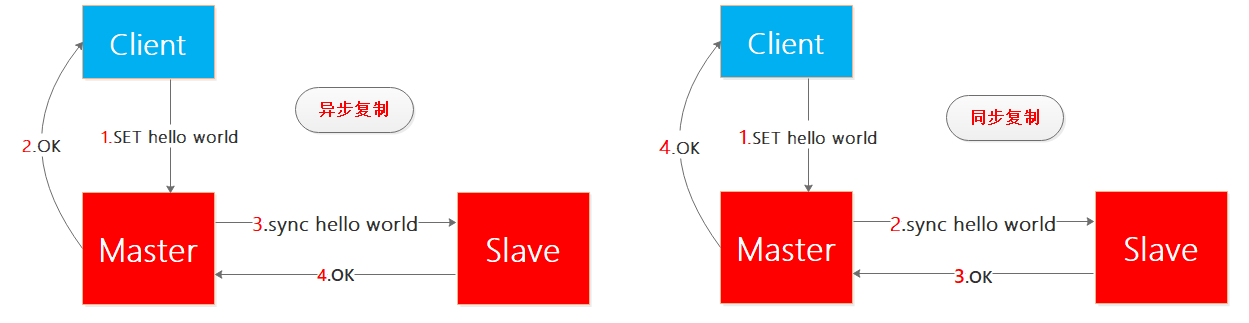 Client
异步复制
1.SET hello world
2.OK
Master
3.sync hello world
4.OK
Slave
Client
同步复制
1.SET hello world
4.OK
Master
2.sync hello world
3.OK
Slave